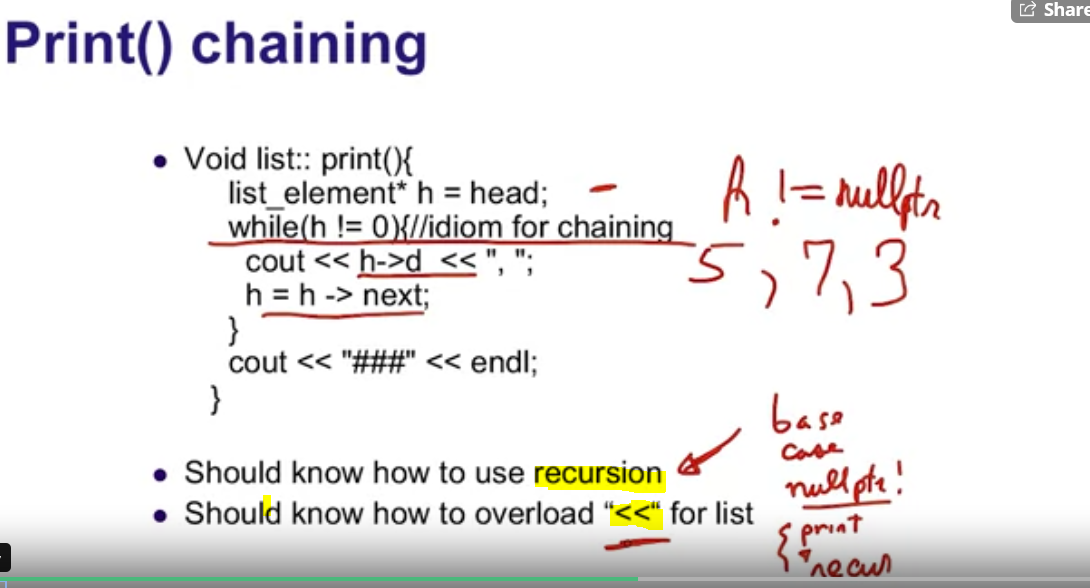 Share
Print() chaining
• Void list:: print(){
list_element* h = head;
while(h != 0){//idiom for chaining
cout << h->d << ", ";
h = h -> next;
}
cout << "###" << endl;
}
h != nullptr
5, 7, 3
• Should know how to use recursion
• Should know how to overload “<<“ for list
base
case
nullptr!
{ print
recur